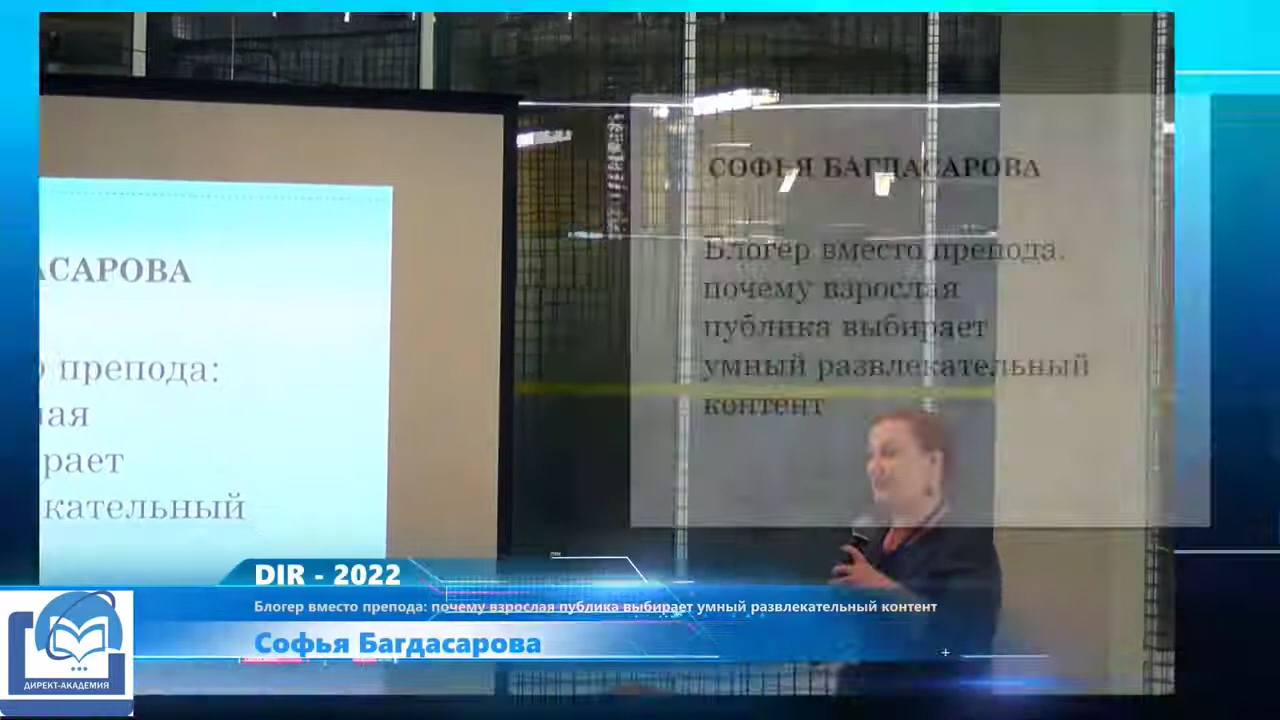 АСАРОВА
препода:
ая
рает
кательный
СОФЬЯ БАГДАСАРОВА
Блогер вместо препода:
почему взрослая
публика выбирает
умный развлекательный
контент
DIR - 2022
Блогер вместо препода: почему взрослая публика выбирает умный развлекательный контент
Софья Багдасарова
ДИРЕКТ-АКАДЕМИЯ